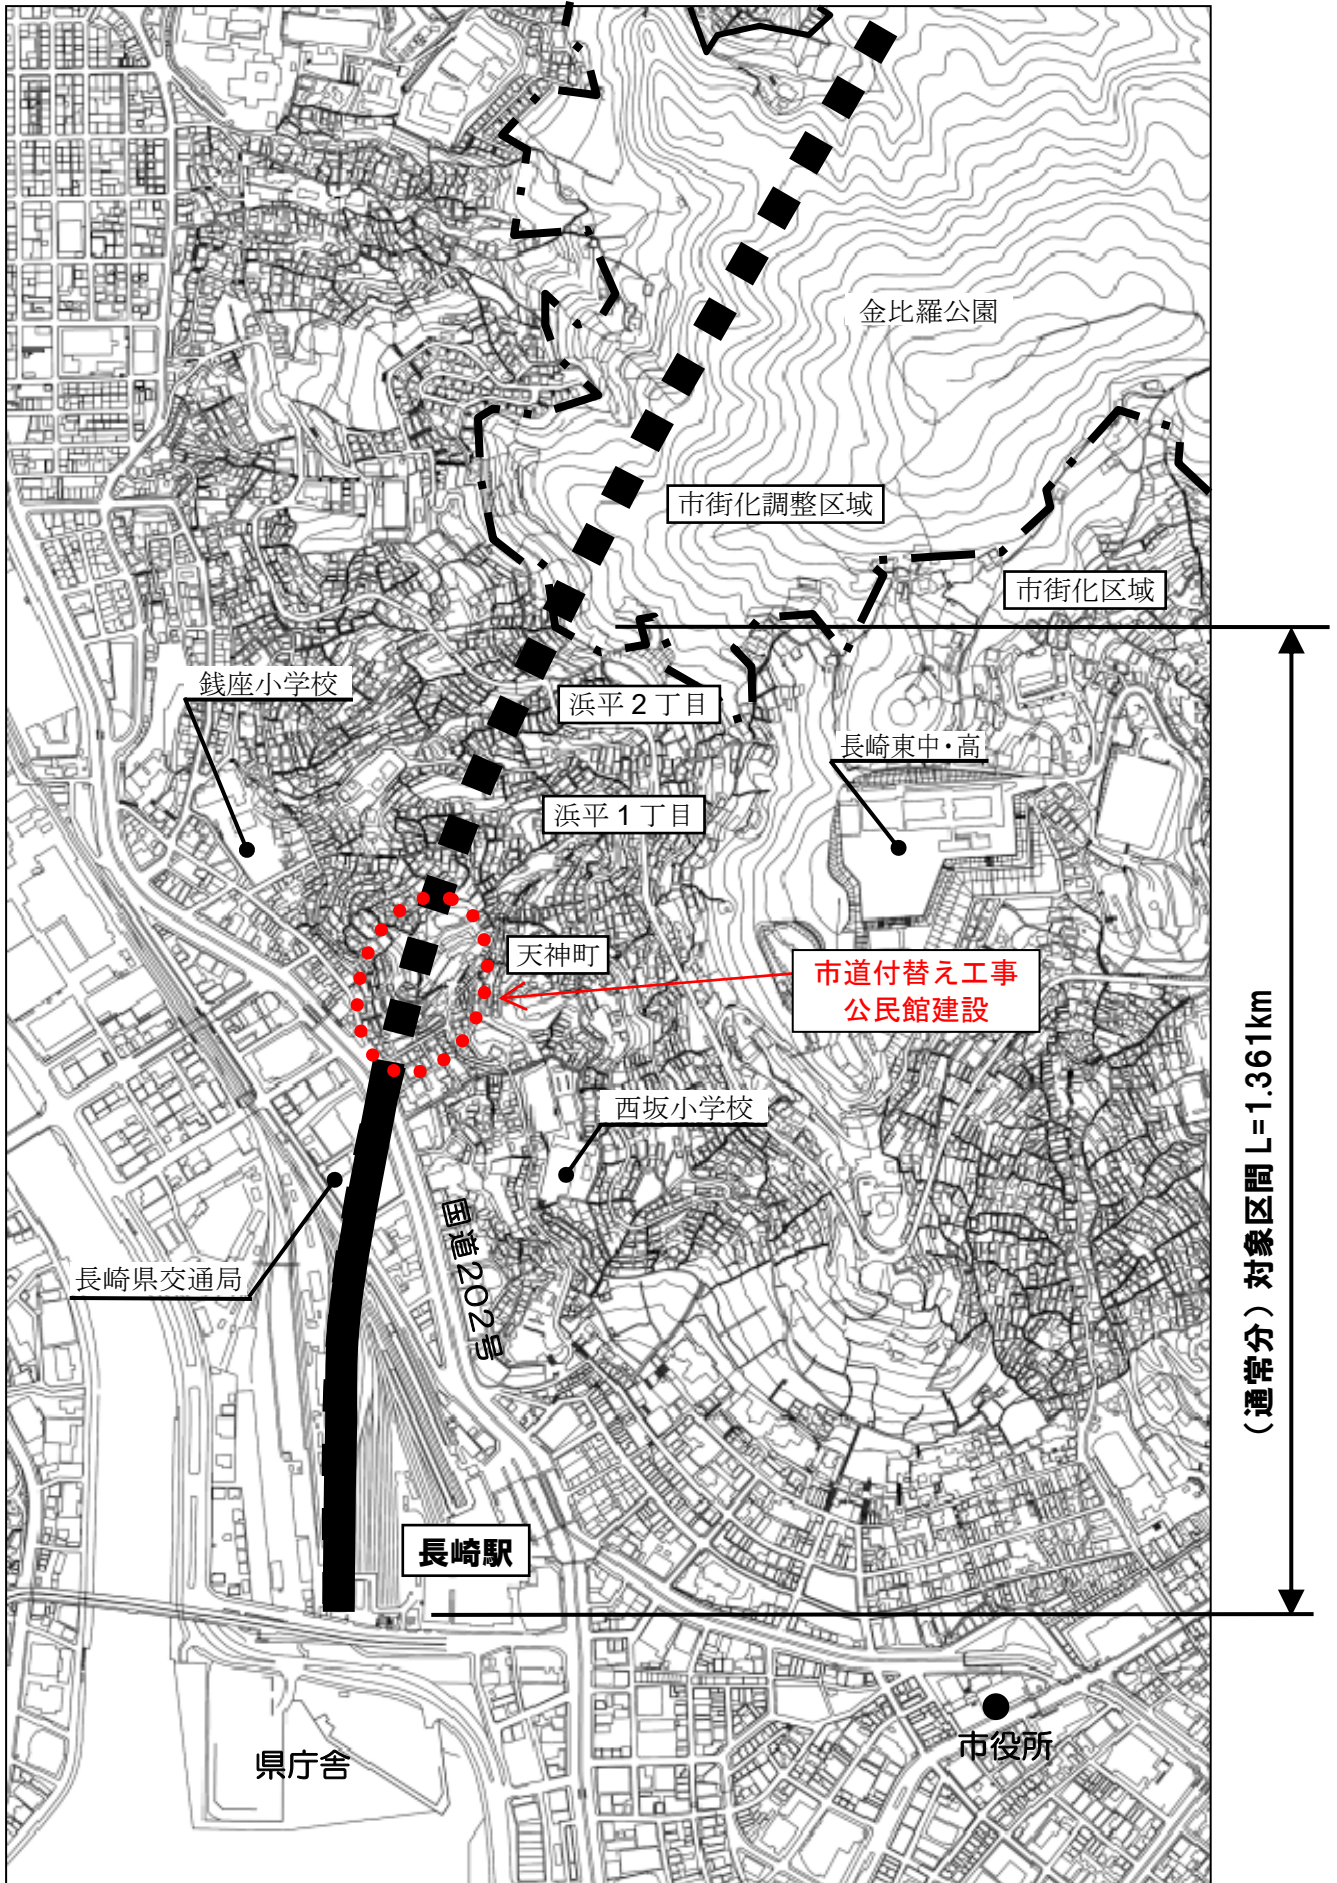 金比羅公園
市街化調整区域
市街化区域
銭座小学校
浜平2丁目
長崎東中・高
浜平1丁目
天神町
市道付替え工事
公民館建設
西坂小学校
国道202号
長崎県交通局
(通常分)対象区間 L=1.361km
長崎駅
市役所
県庁舎